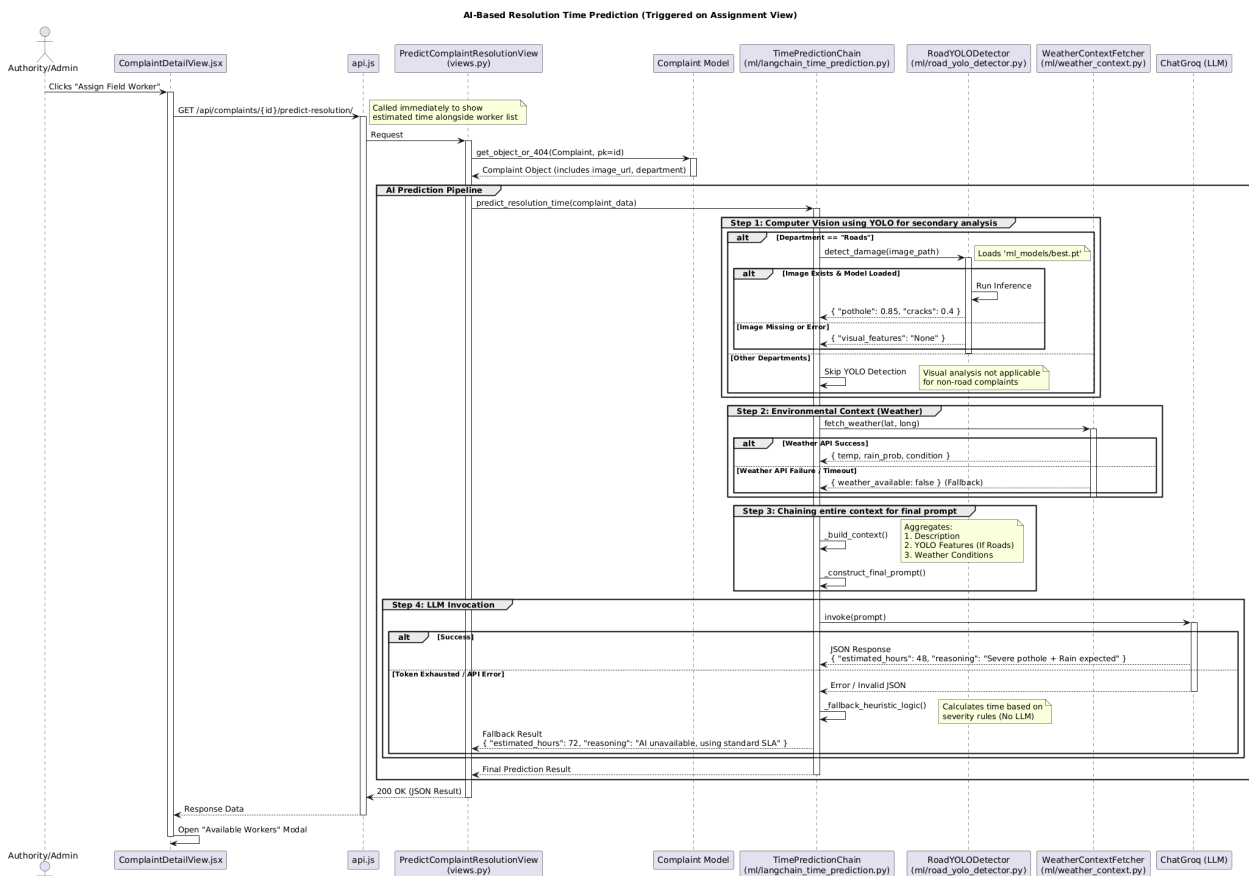 AI-Based Resolution Time Prediction (Triggered on Assignment View)
Authority/Admin
ComplaintDetailView.jsx
api.js
PredictComplaintResolutionView
(views.py)
Complaint Model
TimePredictionChain
(ml/langchain_time_prediction.py)
RoadYOLODetector
(ml/road_yolo_detector.py)
WeatherContextFetcher
(ml/weather_context.py)
ChatGroq (LLM)
Clicks "Assign Field Worker"
GET /api/complaints/{id}/predict-resolution/
Called immediately to show
estimated time alongside worker list
Request
get_object_or_404(Complaint, pk=id)
Complaint Object (includes image_url, department)
AI Prediction Pipeline
predict_resolution_time(complaint_data)
Step 1: Computer Vision using YOLO for secondary analysis
alt
[Department == "Roads"]
detect_damage(image_path)
Loads 'ml_models/best.pt'
alt
[Image Exists & Model Loaded]
Run Inference
{ "pothole": 0.85, "cracks": 0.4 }
[Image Missing or Error]
{ "visual_features": "None" }
[Other Departments]
Skip YOLO Detection
Visual analysis not applicable
for non-road complaints
Step 2: Environmental Context (Weather)
fetch_weather(lat, long)
alt
[Weather API Success]
{ temp, rain_prob, condition }
[Weather API Failure / Timeout]
{ weather_available: false } (Fallback)
Step 3: Chaining entire context for final prompt
_build_context()
Aggregates:
1. Description
2. YOLO Features (If Roads)
3. Weather Conditions
_construct_final_prompt()
Step 4: LLM Invocation
invoke(prompt)
alt
[Success]
JSON Response
{ "estimated_hours": 48, "reasoning": "Severe pothole + Rain expected" }
[Token Exhausted / API Error]
Error / Invalid JSON
_fallback_heuristic_logic()
Calculates time based on
severity rules (No LLM)
Fallback Result
{ "estimated_hours": 72, "reasoning": "AI unavailable, using standard SLA" }
Final Prediction Result
200 OK (JSON Result)
Response Data
Open "Available Workers" Modal
Authority/Admin
ComplaintDetailView.jsx
api.js
PredictComplaintResolutionView
(views.py)
Complaint Model
TimePredictionChain
(ml/langchain_time_prediction.py)
RoadYOLODetector
(ml/road_yolo_detector.py)
WeatherContextFetcher
(ml/weather_context.py)
ChatGroq (LLM)